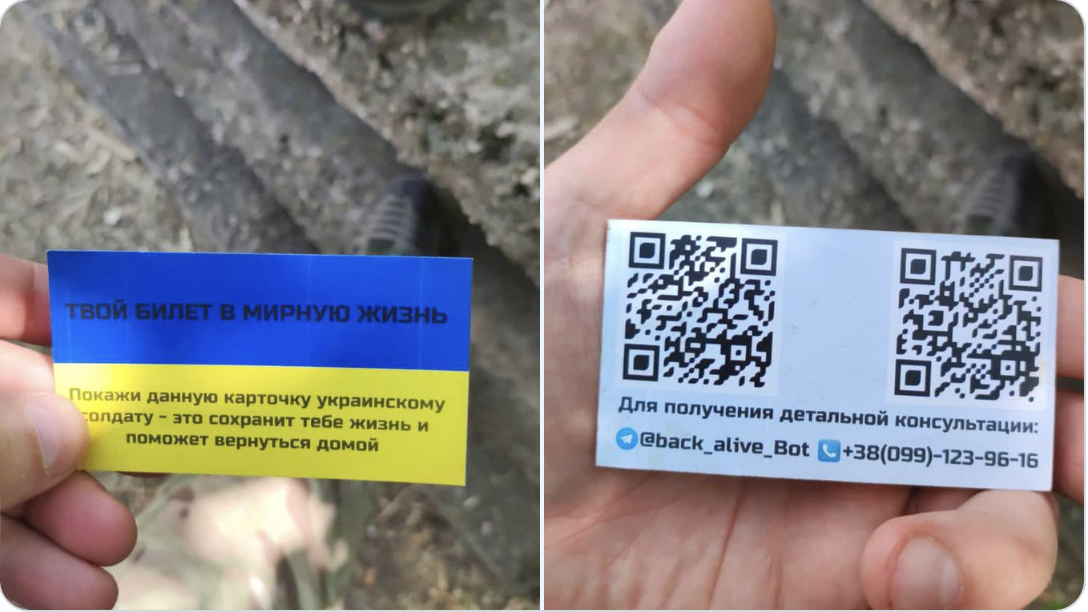 ТВОЙ БИЛЕТ В МИРНУЮ ЖИЗНЬ
Покажи данную карточку украинскому
солдату - это сохранит тебе жизнь и
поможет вернуться домой
Для получения детальной консультации:
@back_alive_Bot +38(099)-123-96-16